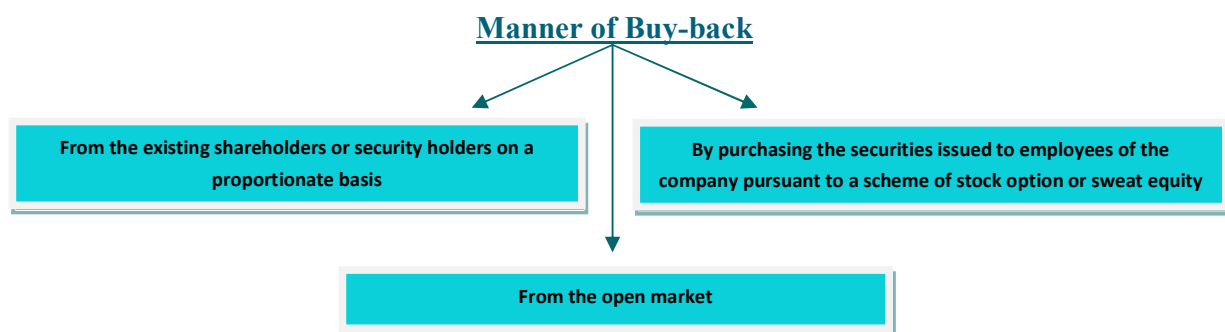 Manner of Buy-back
From the existing shareholders or security holders on a
proportionate basis
By purchasing the securities issued to employees of the
company pursuant to a scheme of stock option or sweat equity
From the open market